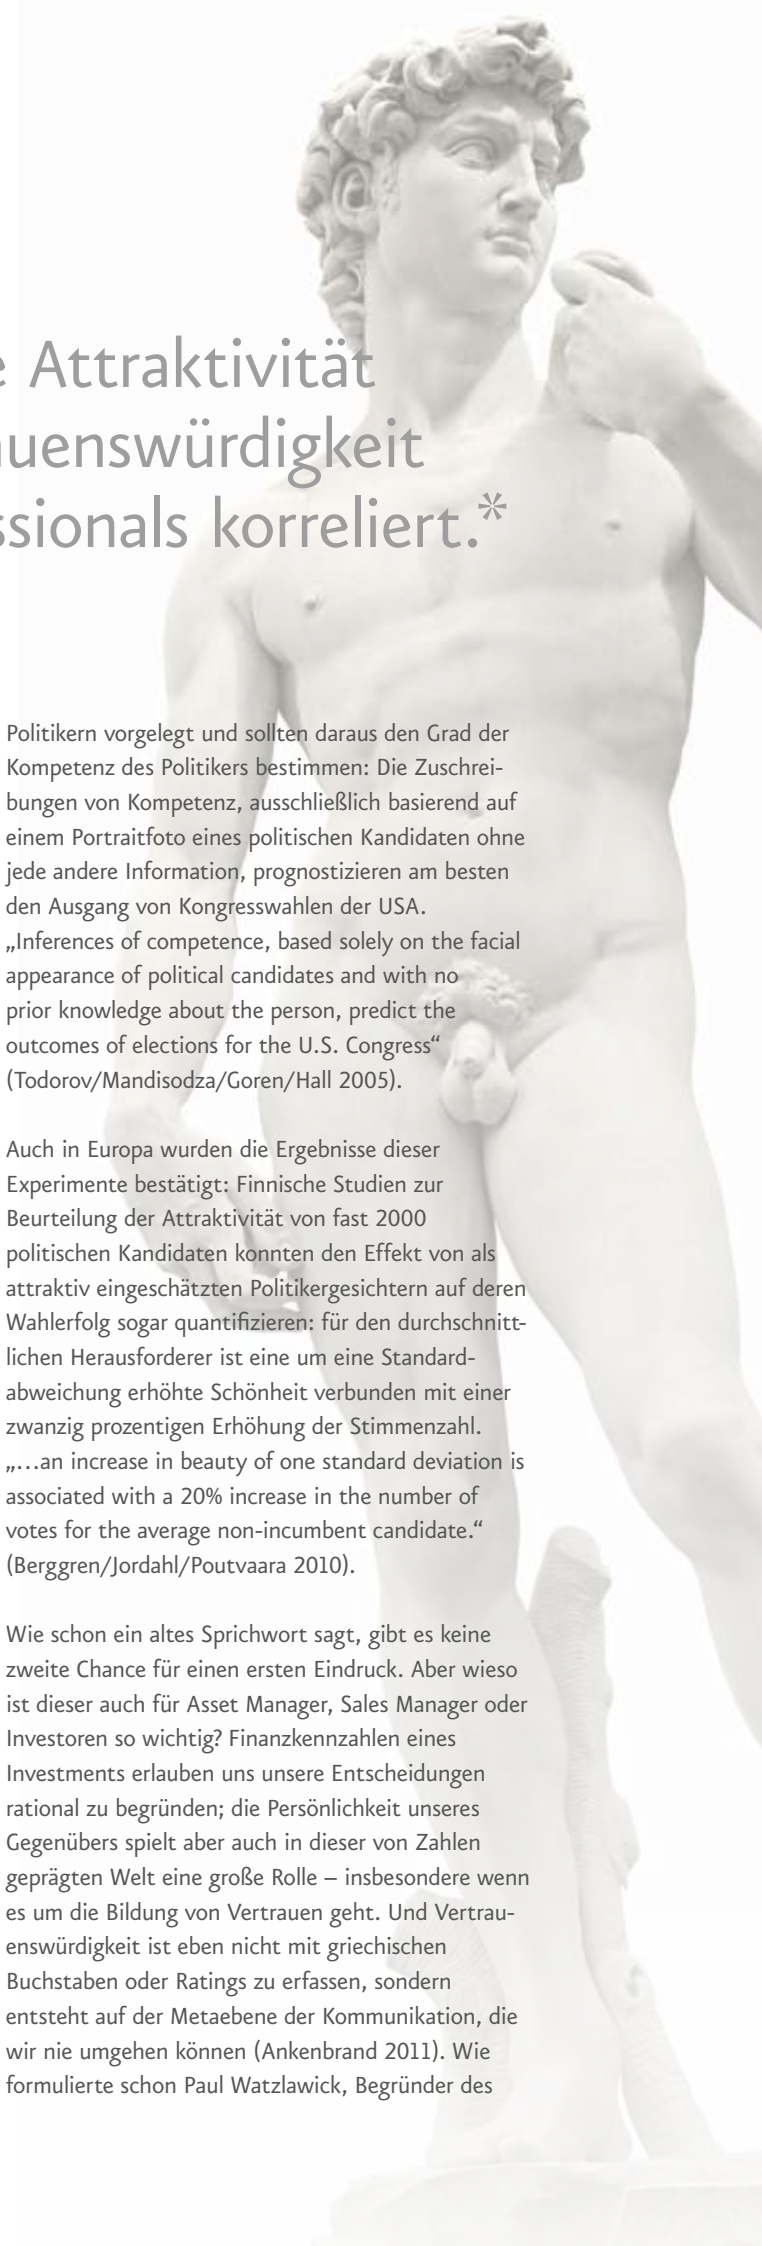 Attraktivität
uenswürdigkeit
ssionals korreliert.*
Politikern vorgelegt und sollten daraus den Grad der
Kompetenz des Politikers bestimmen: Die Zuschrei-
bungen von Kompetenz, ausschließlich basierend auf
einem Portraitfoto eines politischen Kandidaten ohne
jede andere Information, prognostizieren am besten
den Ausgang von Kongresswahlen der USA.
„Inferences of competence, based solely on the facial
appearance of political candidates and with no
prior knowledge about the person, predict the
outcomes of elections for the U.S. Congress“
(Todorov/Mandisodza/Goren/Hall 2005).
Auch in Europa wurden die Ergebnisse dieser
Experimente bestätigt: Finnische Studien zur
Beurteilung der Attraktivität von fast 2000
politischen Kandidaten konnten den Effekt von als
attraktiv eingeschätzten Politikergesichtern auf deren
Wahlerfolg sogar quantifizieren: für den durchschnitt-
lichen Herausforderer ist eine um eine Standard-
abweichung erhöhte Schönheit verbunden mit einer
zwanzig prozentigen Erhöhung der Stimmenzahl.
„…an increase in beauty of one standard deviation is
associated with a 20% increase in the number of
votes for the average non-incumbent candidate.“
(Berggren/Jordahl/Poutvaara 2010).
Wie schon ein altes Sprichwort sagt, gibt es keine
zweite Chance für einen ersten Eindruck. Aber wieso
ist dieser auch für Asset Manager, Sales Manager oder
Investoren so wichtig? Finanzkennzahlen eines
Investments erlauben uns unsere Entscheidungen
rational zu begründen; die Persönlichkeit unseres
Gegenübers spielt aber auch in dieser von Zahlen
geprägten Welt eine große Rolle – insbesondere wenn
es um die Bildung von Vertrauen geht. Und Vertrau-
enswürdigkeit ist eben nicht mit griechischen
Buchstaben oder Ratings zu erfassen, sondern
entsteht auf der Metaebene der Kommunikation, die
wir nie umgehen können (Ankenbrand 2011). Wie
formulierte schon Paul Watzlawick, Begründer des